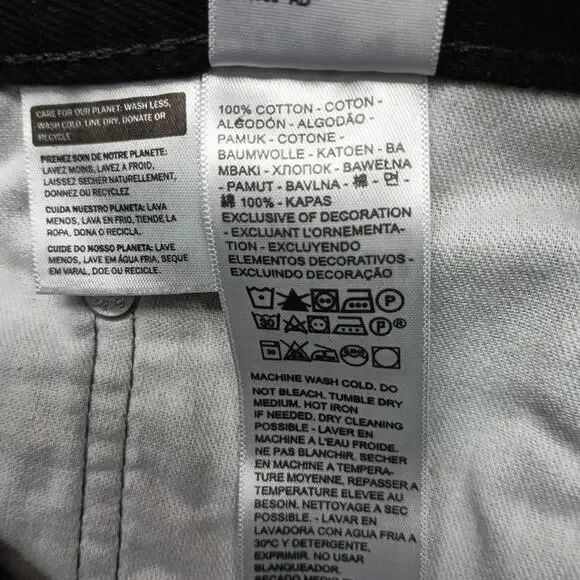 CARE FOR OUR PLANET: WASH LESS,
WASH COLD, LINE DRY, DONATE OR
RECYCLE
PRENEZ SOIN DE NOTRE PLANETE:
LAVEZ MOINS, LAVEZ A FROID,
LAISSEZ SECHER NATURELLEMENT,
DONNEZ OU RECYCLEZ
CUIDA NUESTRO PLANETA: LAVA
MENOS, LAVA EN FRIO, TIENDE LA
ROPA, DONA O RECICLA.
CUIDE DO NOSSO PLANETA: LAVE
MENOS, LAVE EM ÁGUA FRIA, SEQUE
EM VARAL, DOE OU RECICLE.
100% COTTON - COTON -
ALGODÓN - ALGODÃO -
PAMUK - COTONE -
BAUMWOLLE - KATOEN - BA
MBAKI - ХЛОПОК - BAWEŁNA
- PAMUT - BAVLNA - 棉 - 면 -
綿 100% - KAPAS
EXCLUSIVE OF DECORATION
- EXCLUANT L'ORNEMENTA-
TION - EXCLUYENDO
ELEMENTOS DECORATIVOS -
EXCLUINDO DECORAÇÃO
P
30 P®
MACHINE WASH COLD. DO
NOT BLEACH. TUMBLE DRY
MEDIUM. HOT IRON
IF NEEDED. DRY CLEANING
POSSIBLE - LAVER EN
MACHINE A L'EAU FROIDE.
NE PAS BLANCHIR. SECHER
EN MACHINE A TEMPERA-
TURE MOYENNE, REPASSER A
TEMPERATURE ELEVEE AU
BESOIN. NETTOYAGE A SEC
POSSIBLE - LAVAR EN
LAVADORA CON AGUA FRIA A
30°C Y DETERGENTE,
EXPRIMIR. NO USAR
BLANQUEADOR.